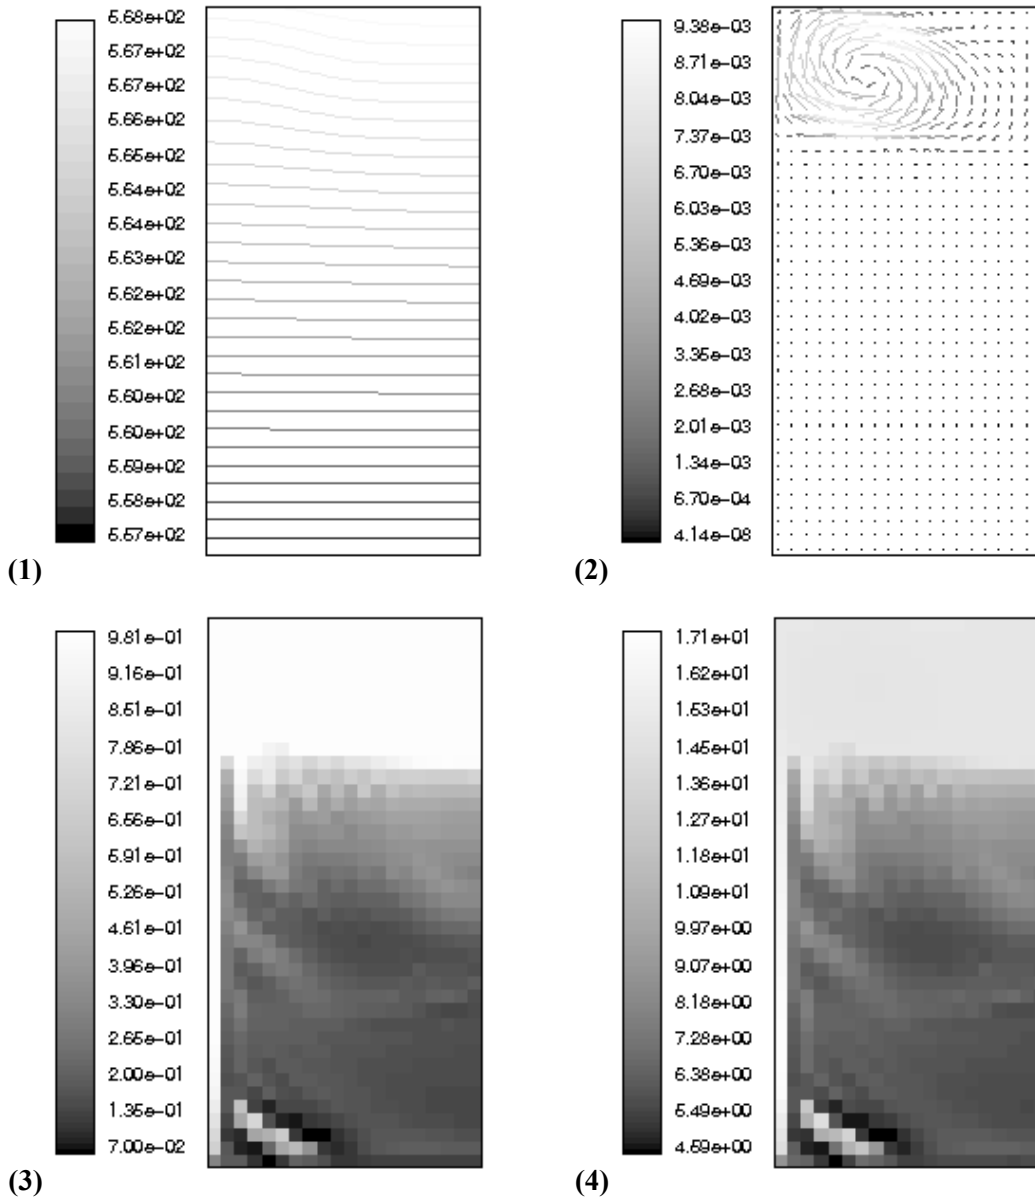 5.68e+02
5.67e+02
5.67e+02
5.66e+02
5.65e+02
5.64e+02
5.64e+02
5.63e+02
5.62e+02
5.62e+02
5.61e+02
5.60e+02
5.60e+02
5.59e+02
5.58e+02
5.57e+02
(1)
9.38e-03
8.71e-03
8.04e-03
7.37e-03
6.70e-03
6.03e-03
5.36e-03
4.69e-03
4.02e-03
3.35e-03
2.68e-03
2.01e-03
1.34e-03
6.70e-04
4.14e-08
(2)
9.81e-01
9.16e-01
8.51e-01
7.86e-01
7.21e-01
6.56e-01
5.91e-01
5.26e-01
4.61e-01
3.96e-01
3.30e-01
2.65e-01
2.00e-01
1.35e-01
7.00e-02
(3)
1.71e+01
1.62e+01
1.53e+01
1.45e+01
1.36e+01
1.27e+01
1.18e+01
1.09e+01
9.97e+00
9.07e+00
8.18e+00
7.28e+00
6.38e+00
5.49e+00
4.59e+00
(4)